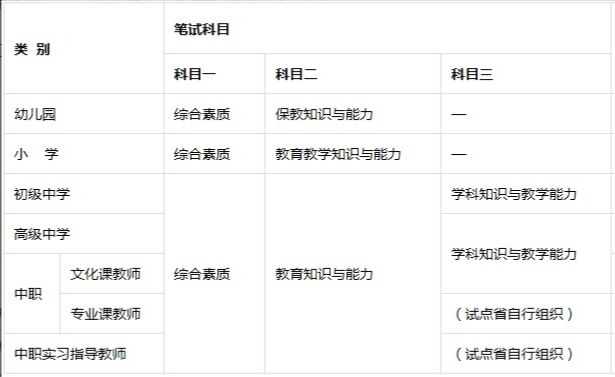 类 别
笔试科目
科目一 科目二 科目三
幼儿园 综合素质 保教知识与能力 —
小 学 综合素质 教育教学知识与能力 —
初级中学 学科知识与教学能力
高级中学
学科知识与教学能力
中职 文化课教师 综合素质 教育知识与能力
专业课教师 （试点省自行组织）
中职实习指导教师 （试点省自行组织）